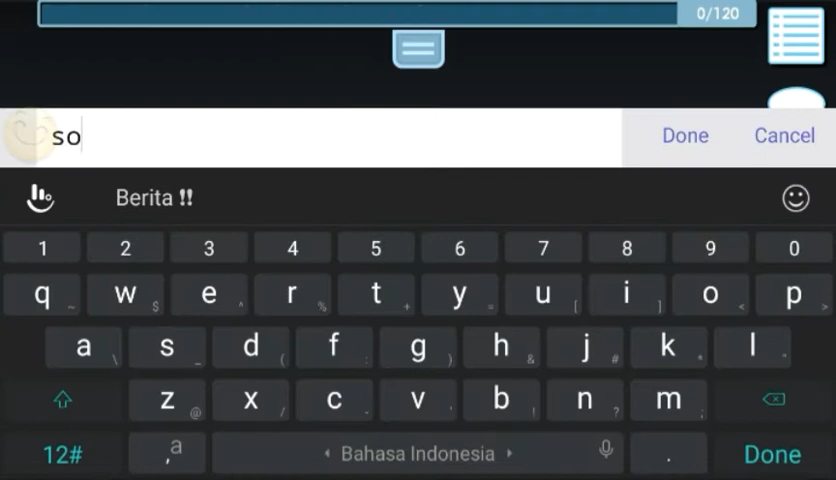 0/120
so
Done Cancel
Berita ‼
1 2 3 4 5 6 7 8 9 0
q ~ w $ e ^ r % t + y = u [ i ] o < p >
a \ s _ d ( f : g ) h & j # k * l "
z @ x / c - v ' b ! n ? m ;
12# , a Bahasa Indonesia . Done